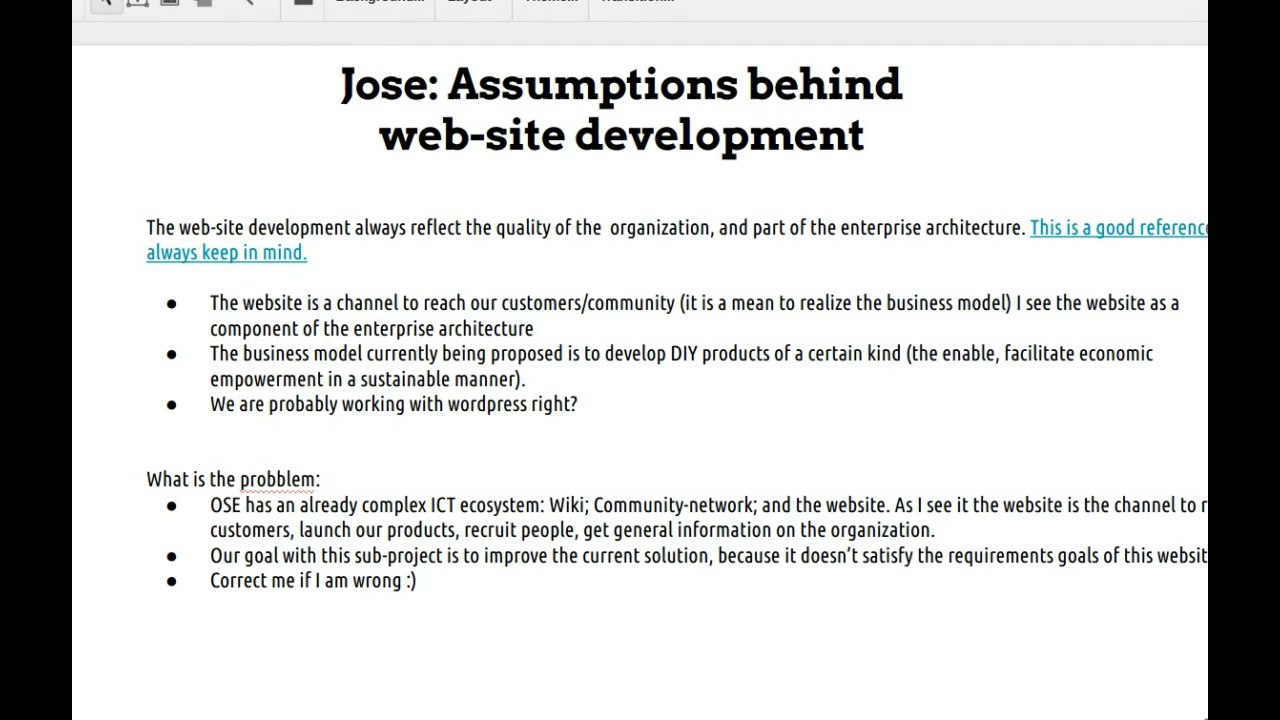 Background... Layout Theme... Transition...
Jose: Assumptions behind
web-site development
The web-site development always reflect the quality of the organization, and part of the enterprise architecture. This is a good reference
always keep in mind.
● The website is a channel to reach our customers/community (it is a mean to realize the business model) I see the website as a
component of the enterprise architecture
● The business model currently being proposed is to develop DIY products of a certain kind (the enable, facilitate economic
empowerment in a sustainable manner).
● We are probably working with wordpress right?
What is the probblem:
● OSE has an already complex ICT ecosystem: Wiki; Community-network; and the website. As I see it the website is the channel to r
customers, launch our products, recruit people, get general information on the organization.
● Our goal with this sub-project is to improve the current solution, because it doesn't satisfy the requirements goals of this websit
● Correct me if I am wrong :)